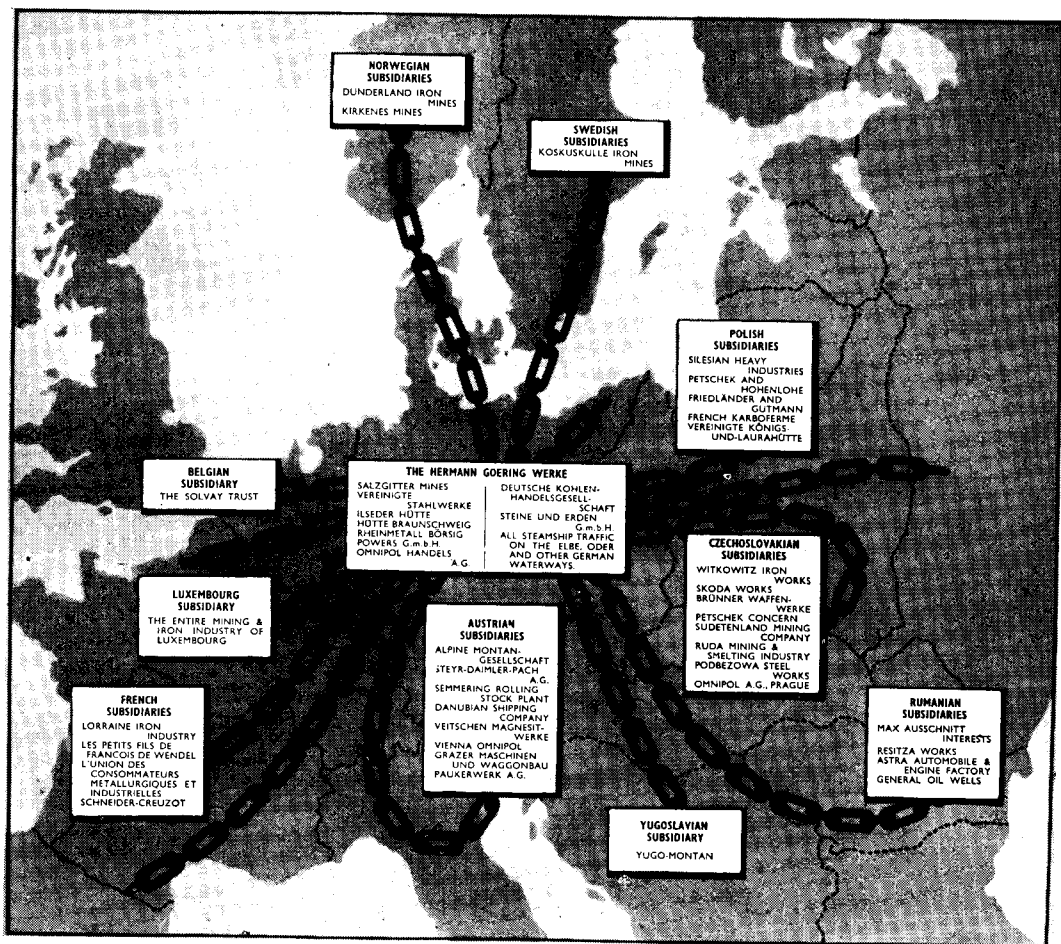 NORWEGIAN
SUBSIDIARIES
DUNDERLAND IRON
MINES
KIRKENES MINES
SWEDISH
SUBSIDIARIES
KOSKUSKULLE IRON
MINES
POLISH
SUBSIDIARIES
SILESIAN HEAVY
INDUSTRIES
PETSCHEK AND
HOHENLOHE
FRIEDLÄNDER AND
GUTMANN
FRENCH KARBOFERME
VEREINIGTE KÖNIGS-
UND-LAURAHÜTTE
BELGIAN
SUBSIDIARY
THE SOLVAY TRUST
THE HERMANN GOERING WERKE
SALZGITTER MINES
VEREINIGTE
STAHLWERKE
ILSEDER HÜTTE
HÜTTE BRAUNSCHWEIG
RHEINMETALL BÖRSIG
POWERS G.m.b.H.
OMNIPOL HANDELS
A.G.
DEUTSCHE KOHLEN-
HANDELSGESELL-
SCHAFT
STEINE UND ERDEN
G.m.b.H.
ALL STEAMSHIP TRAFFIC
ON THE ELBE, ODER
AND OTHER GERMAN
WATERWAYS.
LUXEMBOURG
SUBSIDIARY
THE ENTIRE MINING &
IRON INDUSTRY OF
LUXEMBOURG
CZECHOSLOVAKIAN
SUBSIDIARIES
WITKOWITZ IRON
WORKS
SKODA WORKS
BRÜNNER WAFFEN-
WERKE
PETSCHEK CONCERN
SUDETENLAND MINING
COMPANY
RUDA MINING &
SMELTING INDUSTRY
PODBEZOWA STEEL
WORKS
OMNIPOL A.G., PRAGUE
AUSTRIAN
SUBSIDIARIES
ALPINE MONTAN-
GESELLSCHAFT
STEYR-DAIMLER-PACH
A.G.
SEMMERING ROLLING
STOCK PLANT
DANUBIAN SHIPPING
COMPANY
VEITSCHEN MAGNESIT-
WERKE
VIENNA OMNIPOL
GRAZER MASCHINEN
UND WAGGONBAU
PAUKERWERK A.G.
FRENCH
SUBSIDIARIES
LORRAINE IRON
INDUSTRY
LES PETITS FILS DE
FRANCOIS DE WENDEL
L'UNION DES
CONSOMMATEURS
METALLURGIQUES ET
INDUSTRIELLES
SCHNEIDER-CREUZOT
RUMANIAN
SUBSIDIARIES
MAX AUSSCHNITT
INTERESTS
RESITZA WORKS
ASTRA AUTOMOBILE &
ENGINE FACTORY
GENERAL OIL WELLS
YUGOSLAVIAN
SUBSIDIARY
YUGO-MONTAN